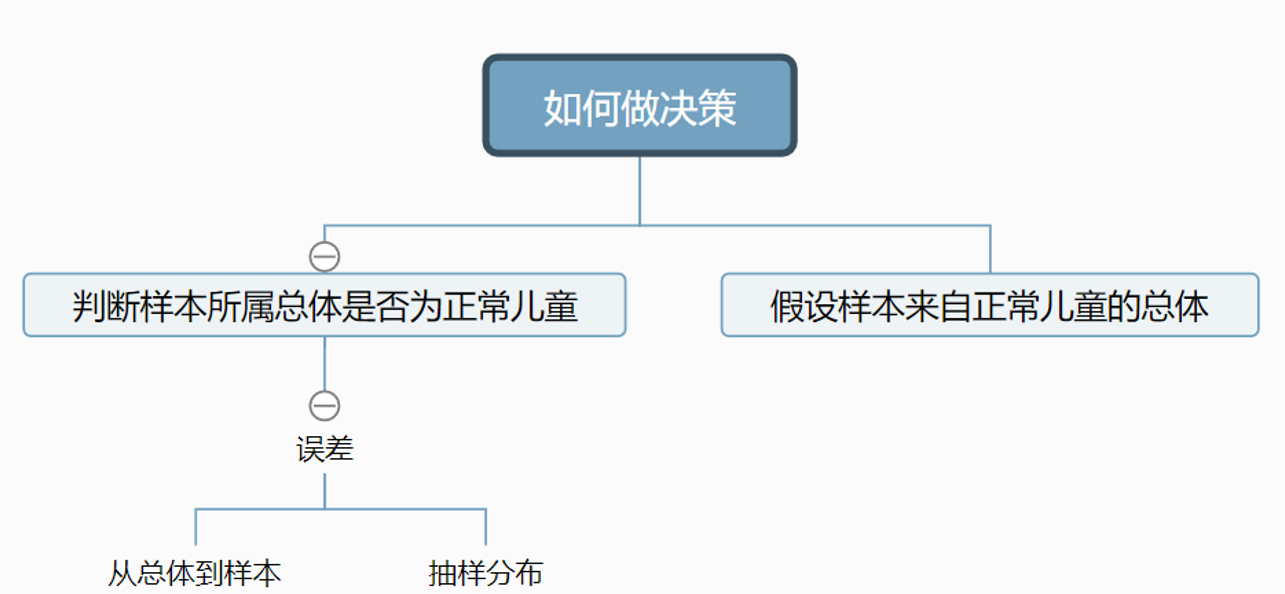 如何做决策
判断样本所属总体是否为正常儿童
假设样本来自正常儿童的总体
误差
从总体到样本
抽样分布